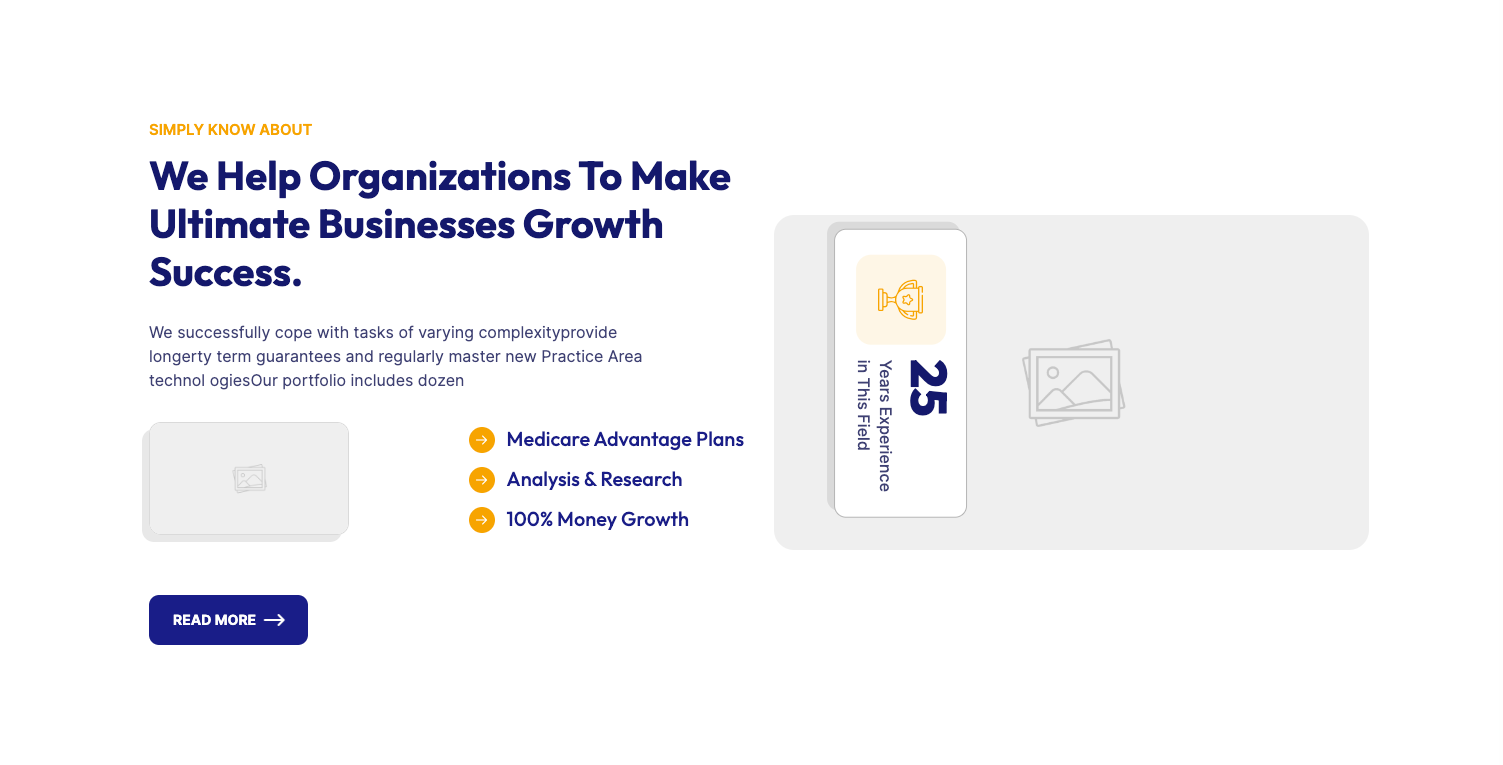 SIMPLY KNOW ABOUT
We Help Organizations To Make
Ultimate Businesses Growth
Success.
We successfully cope with tasks of varying complexityprovide
longerty term guarantees and regularly master new Practice Area
technol ogiesOur portfolio includes dozen
Medicare Advantage Plans
Analysis & Research
100% Money Growth
READ MORE
25
Years Experience
in This Field